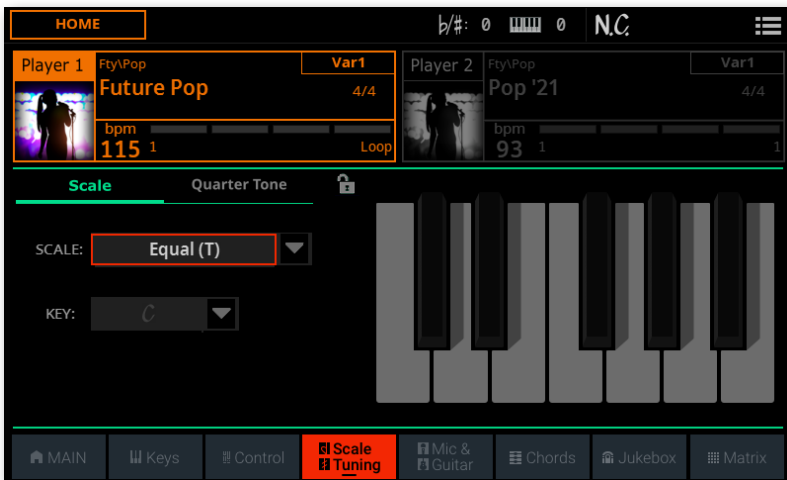 HOME
♭/♯: 0 0 N.C.
Player 1 Fty\Pop Var1
Future Pop 4/4
bpm
115 1 Loop
Player 2 Fty\Pop Var1
Pop '21 4/4
bpm
93 1 1
Scale Quarter Tone
SCALE: Equal (T)
KEY: C
MAIN
Keys
Control
Scale
Tuning
Mic &
Guitar
Chords
Jukebox
Matrix